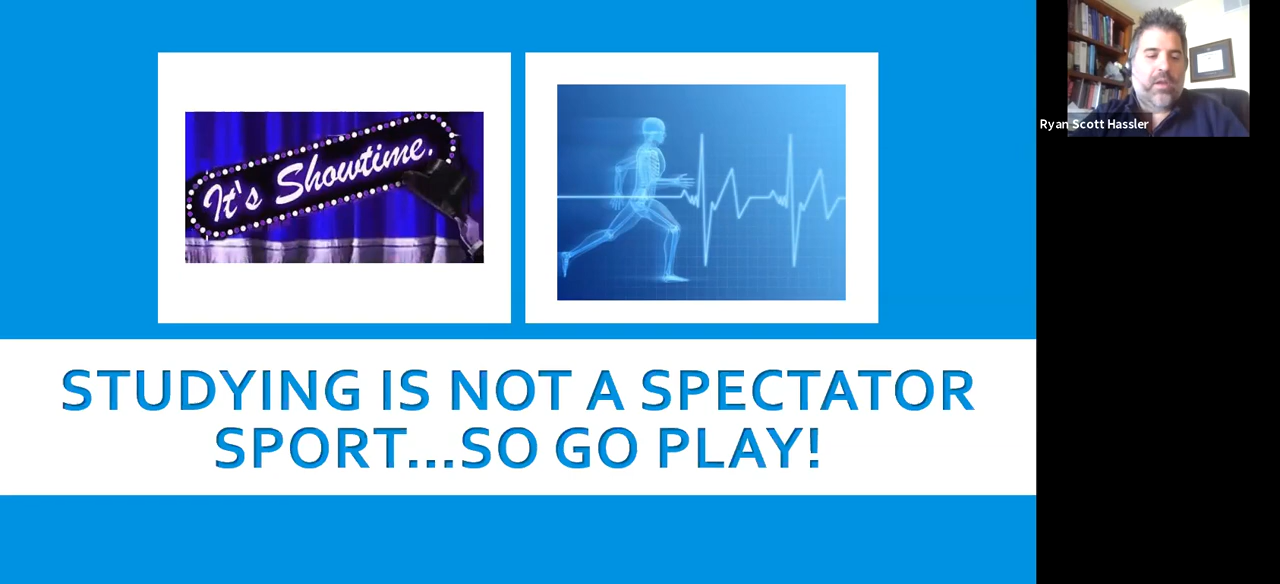 It's Showtime.
Ryan Scott Hassler
STUDYING IS NOT A SPECTATOR
SPORT...SO GO PLAY!